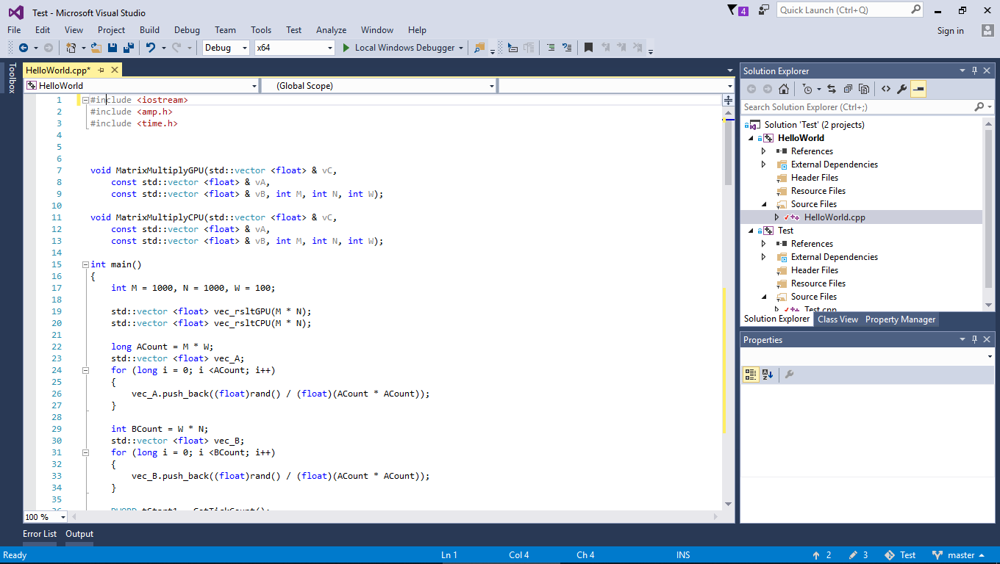 Test - Microsoft Visual Studio
4
Quick Launch (Ctrl+Q)
File Edit View Project Build Debug Team Tools Test Analyze Window Help
Sign in
Debug x64 Local Windows Debugger
Toolbox
HelloWorld.cpp*
HelloWorld (Global Scope)
1 #include <iostream>
2 #include <amp.h>
3 #include <time.h>
4
5
6
7 void MatrixMultiplyGPU(std::vector <float> & vC,
8 const std::vector <float> & vA,
9 const std::vector <float> & vB, int M, int N, int W);
10
11 void MatrixMultiplyCPU(std::vector <float> & vC,
12 const std::vector <float> & vA,
13 const std::vector <float> & vB, int M, int N, int W);
14
15 int main()
16 {
17 int M = 1000, N = 1000, W = 100;
18
19 std::vector <float> vec_rsltGPU(M * N);
20 std::vector <float> vec_rsltCPU(M * N);
21
22 long ACount = M * W;
23 std::vector <float> vec_A;
24 for (long i = 0; i <ACount; i++)
25 {
26 vec_A.push_back((float)rand() / (float)(ACount * ACount));
27 }
28
29 int BCount = W * N;
30 std::vector <float> vec_B;
31 for (long i = 0; i <BCount; i++)
32 {
33 vec_B.push_back((float)rand() / (float)(ACount * ACount));
34 }
35
36 DWORD tStart1 = GetTickCount();
100 %
Solution Explorer
Search Solution Explorer (Ctrl+;)
Solution 'Test' (2 projects)
HelloWorld
References
External Dependencies
Header Files
Resource Files
Source Files
HelloWorld.cpp
Test
References
External Dependencies
Header Files
Resource Files
Source Files
Test.cpp
Solution Explorer Class View Property Manager
Properties
Error List Output
Ready Ln 1 Col 4 Ch 4 INS 2 3 Test master